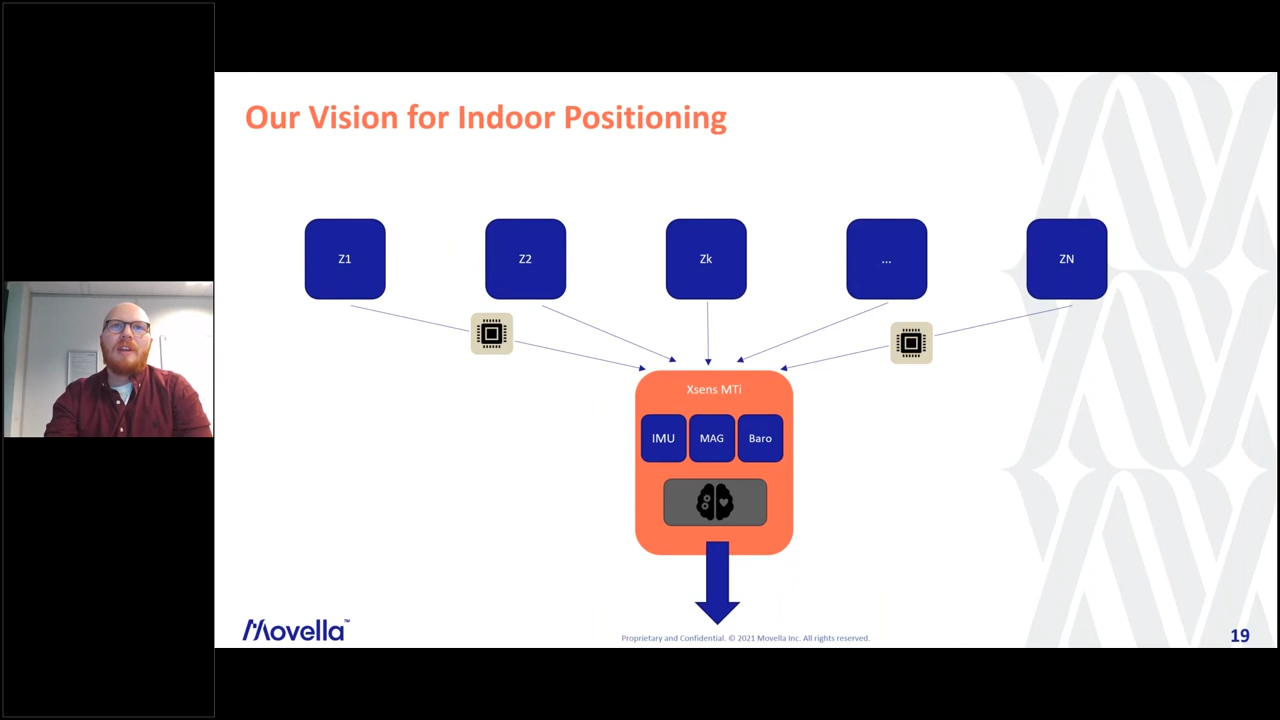 Our Vision for Indoor Positioning
Z1
Z2
Zk
...
ZN
Xsens MTi
IMU
MAG
Baro
Movella™
Proprietary and Confidential. © 2021 Movella Inc. All rights reserved.
19